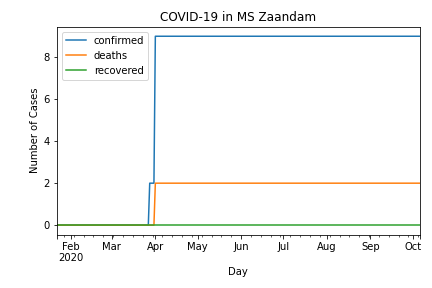 COVID-19 in MS Zaandam
confirmed
deaths
recovered
Number of Cases
8
6
4
2
0
Feb Mar Apr May Jun Jul Aug Sep Oct
2020
Day